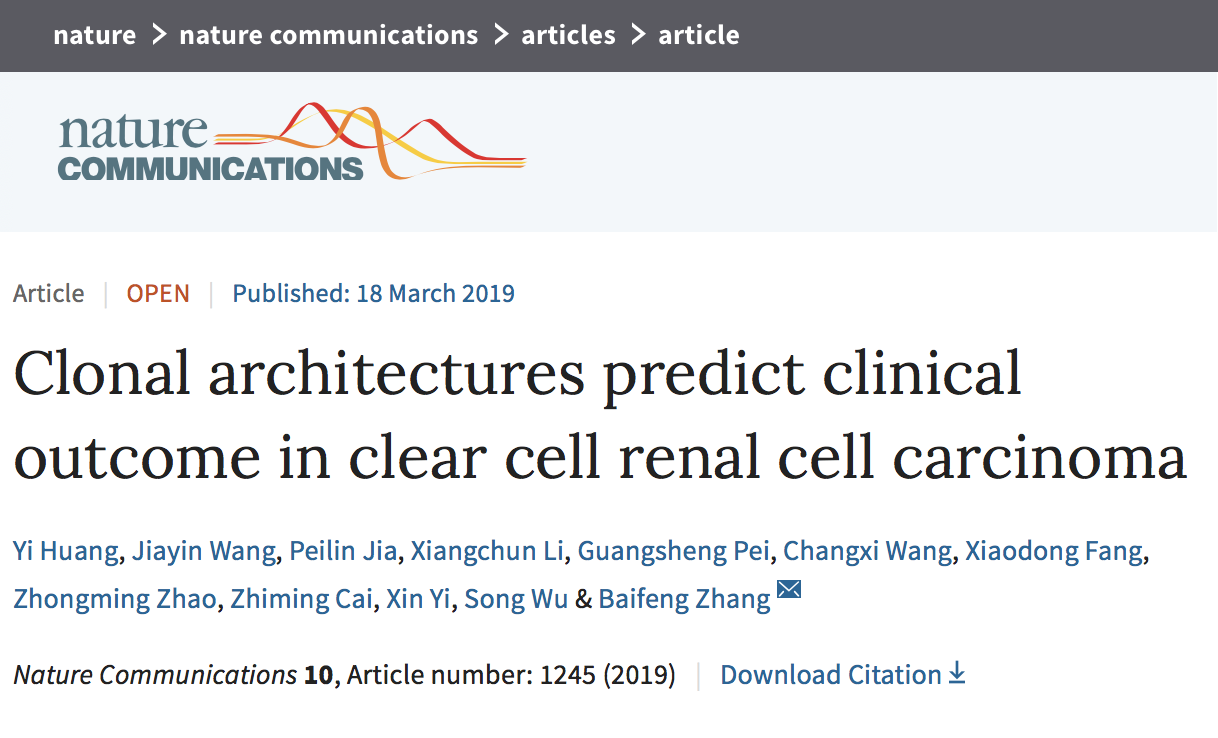 nature > nature communications > articles > article
nature
COMMUNICATIONS
Article | OPEN | Published: 18 March 2019
Clonal architectures predict clinical
outcome in clear cell renal cell carcinoma
Yi Huang, Jiayin Wang, Peilin Jia, Xiangchun Li, Guangsheng Pei, Changxi Wang, Xiaodong Fang,
Zhongming Zhao, Zhiming Cai, Xin Yi, Song Wu & Baifeng Zhang
Nature Communications 10, Article number: 1245 (2019) | Download Citation